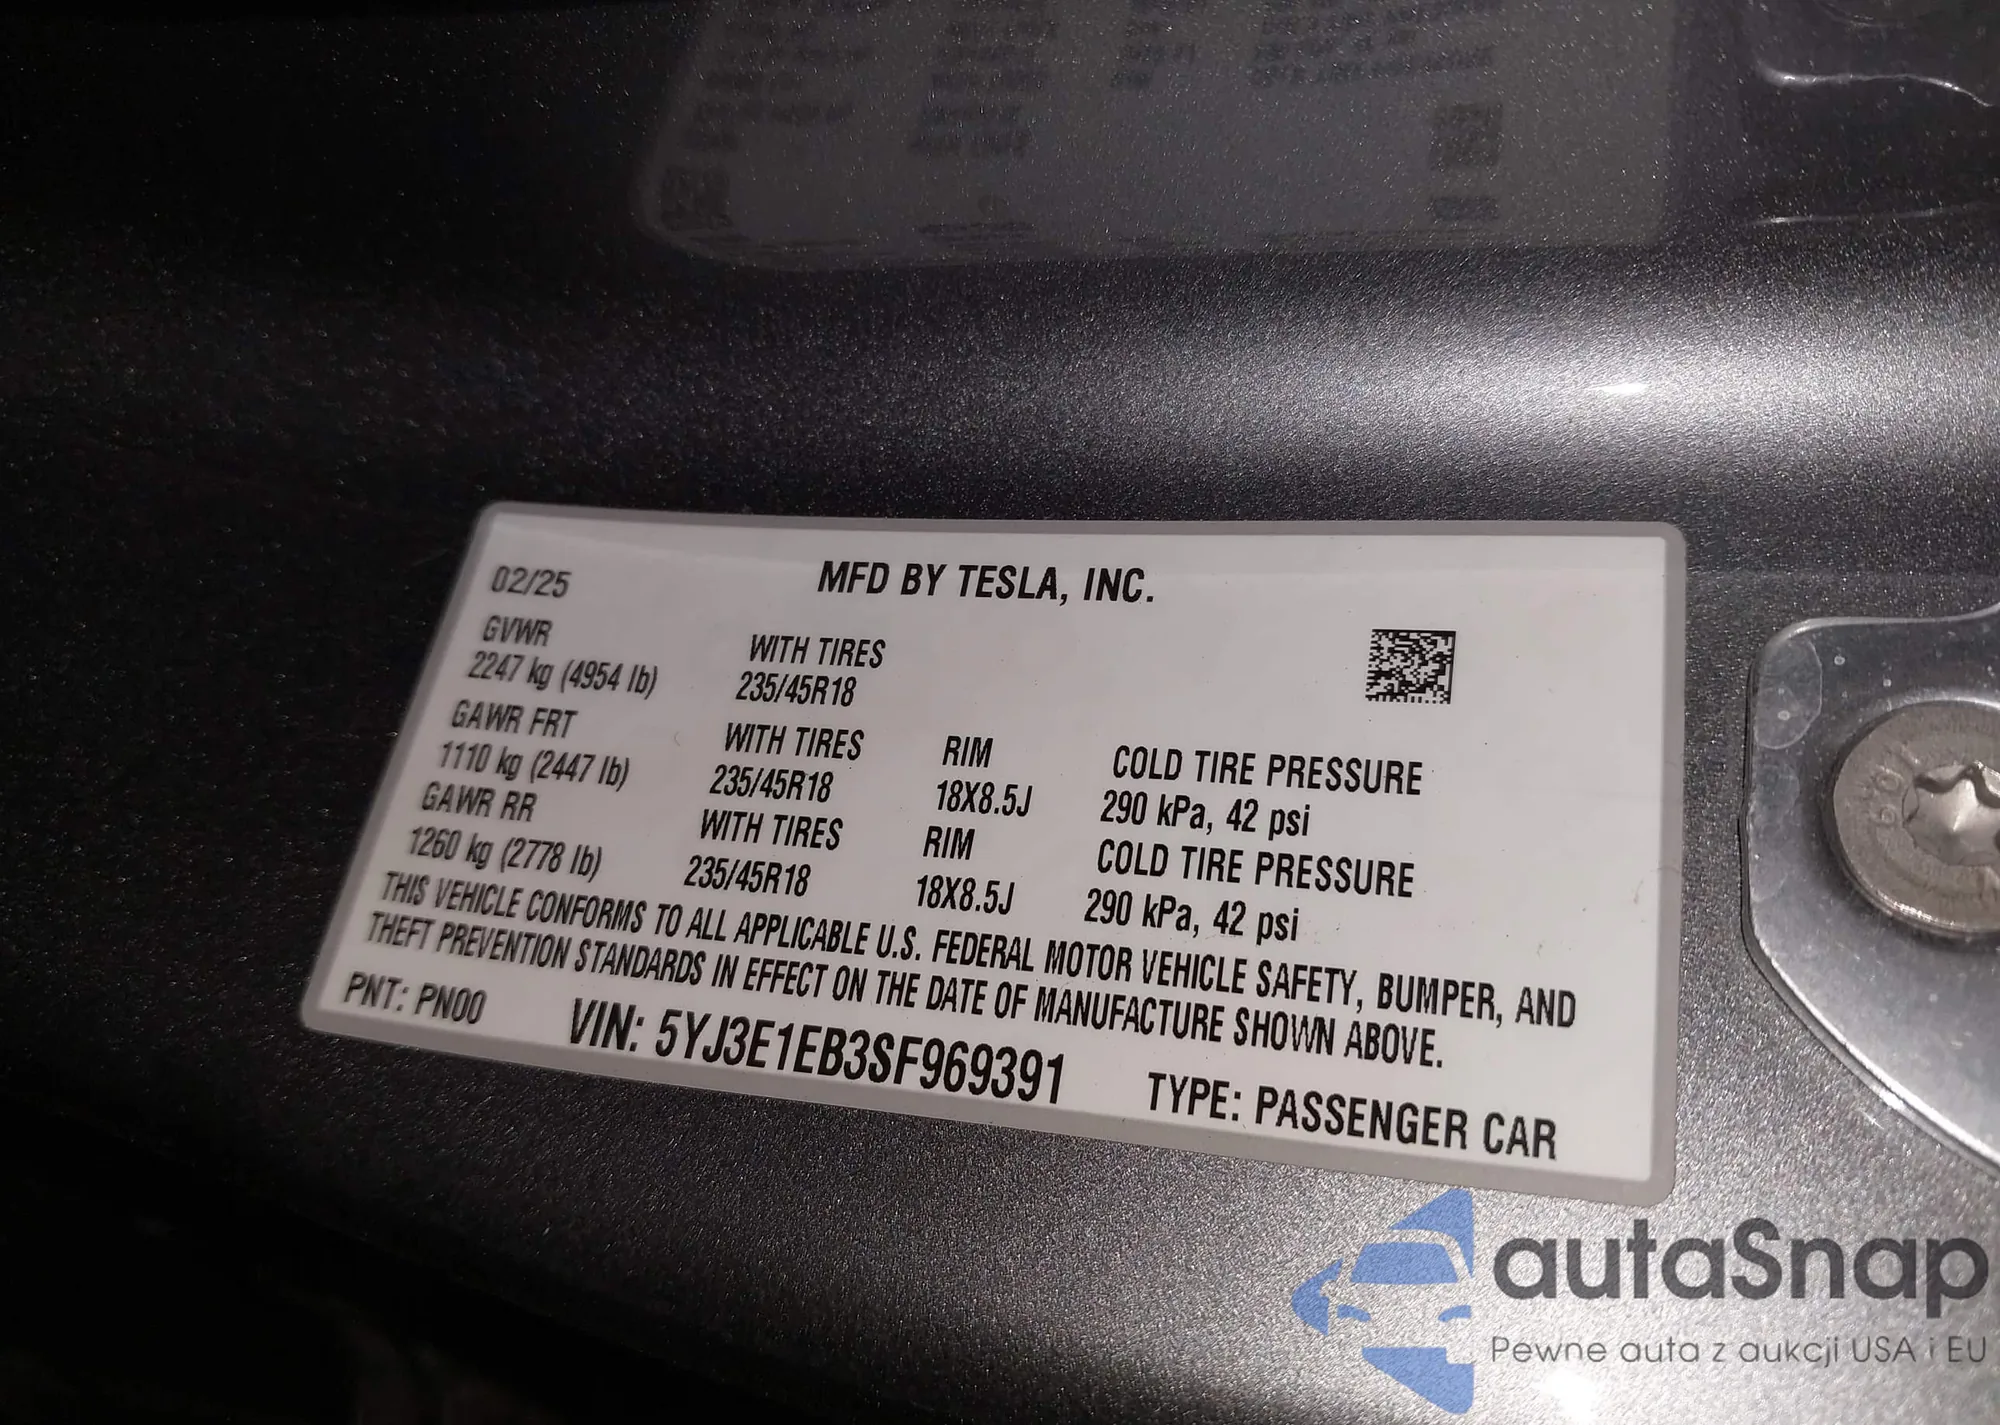 02/25
MFD BY TESLA, INC.
GVWR
2247 kg (4954 lb)
WITH TIRES
235/45R18
GAWR FRT
1110 kg (2447 lb)
WITH TIRES
235/45R18
RIM
18X8.5J
COLD TIRE PRESSURE
290 kPa, 42 psi
GAWR RR
1260 kg (2778 lb)
WITH TIRES
235/45R18
RIM
18X8.5J
COLD TIRE PRESSURE
290 kPa, 42 psi
THIS VEHICLE CONFORMS TO ALL APPLICABLE U.S. FEDERAL MOTOR VEHICLE SAFETY, BUMPER, AND
THEFT PREVENTION STANDARDS IN EFFECT ON THE DATE OF MANUFACTURE SHOWN ABOVE.
PNT: PN00
VIN: 5YJ3E1EB3SF969391
TYPE: PASSENGER CAR
autaSnap
Pewne auta z aukcji USA i EU